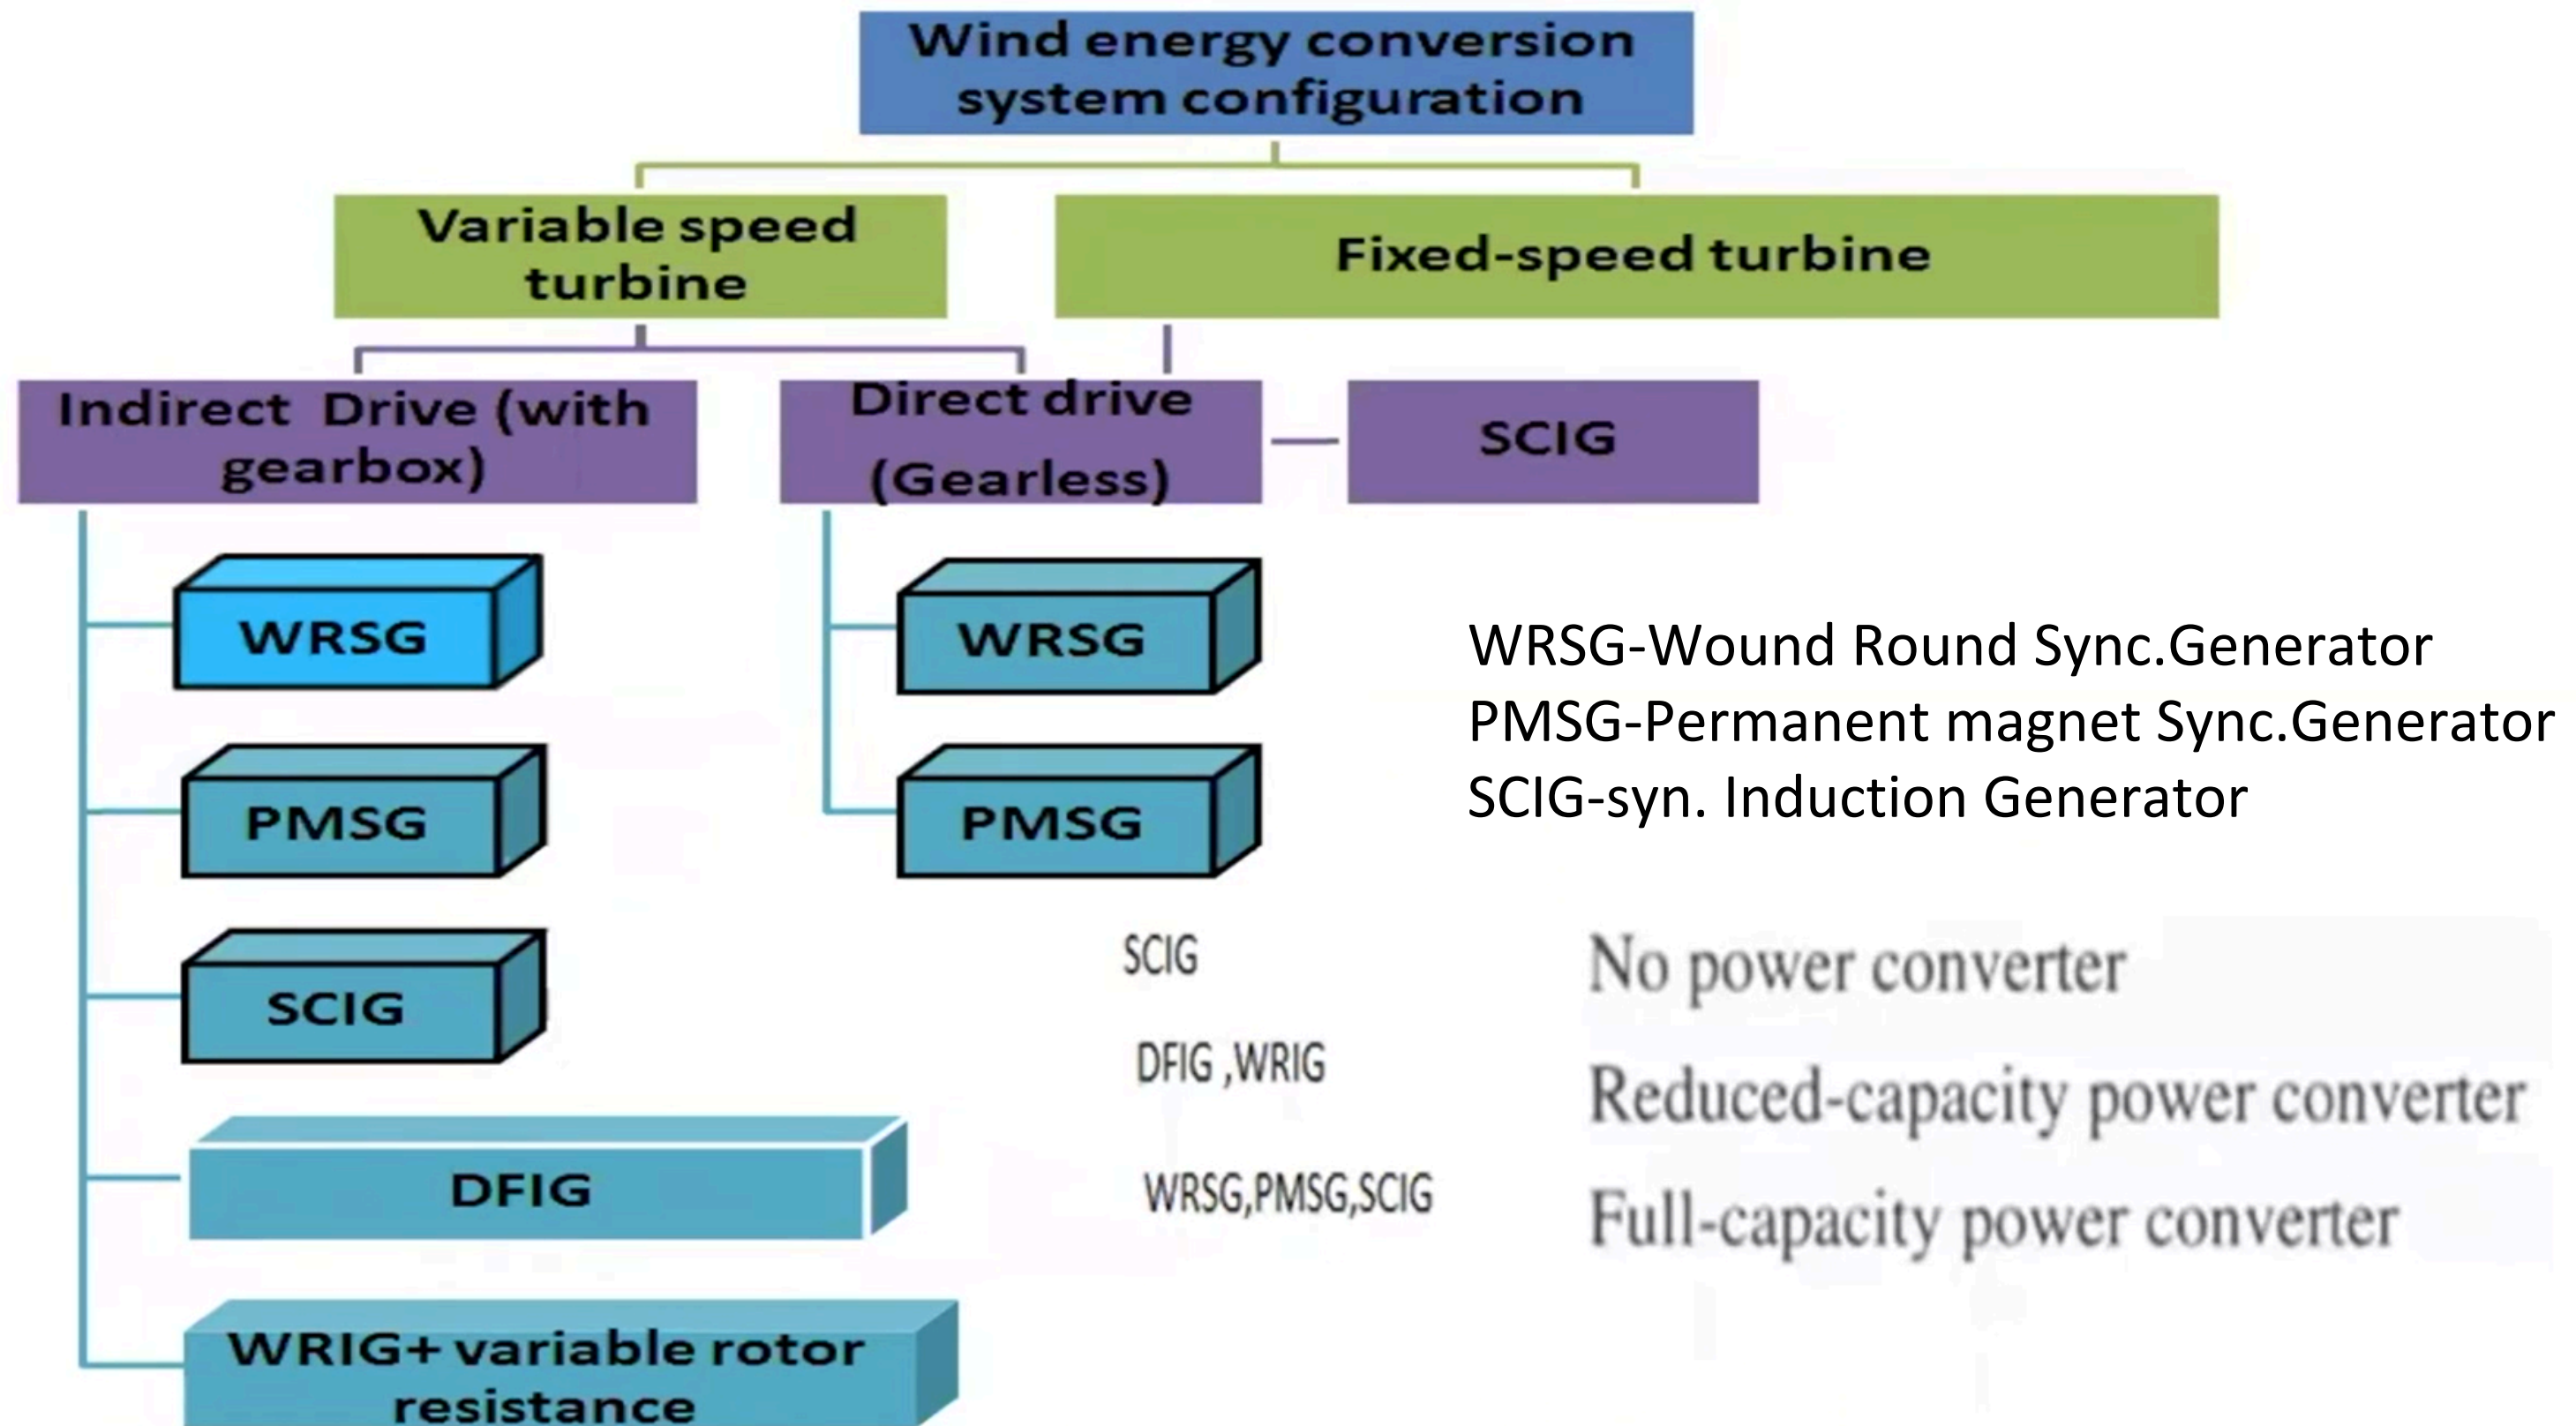 Wind energy conversion
system configuration
Variable speed
turbine
Fixed-speed turbine
Indirect Drive (with
gearbox)
Direct drive
(Gearless)
SCIG
WRSG
PMSG
SCIG
DFIG
WRIG+ variable rotor
resistance
WRSG
PMSG
WRSG-Wound Round Sync.Generator
PMSG-Permanent magnet Sync.Generator
SCIG-syn. Induction Generator
SCIG
No power converter
DFIG ,WRIG
Reduced-capacity power converter
WRSG,PMSG,SCIG
Full-capacity power converter